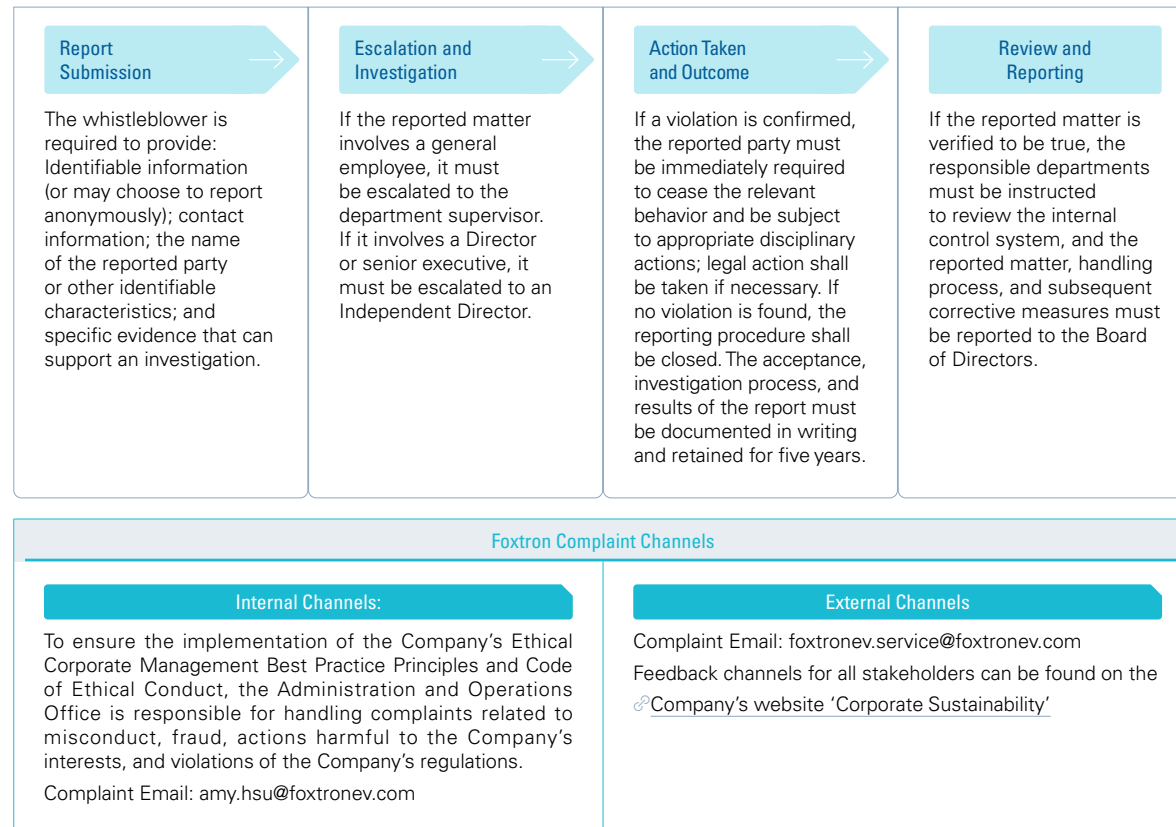 Report
Submission
The whistleblower is
required to provide:
Identifiable information
(or may choose to report
anonymously); contact
information; the name
of the reported party
or other identifiable
characteristics; and
specific evidence that can
support an investigation.
Escalation and
Investigation
If the reported matter
involves a general
employee, it must
be escalated to the
department supervisor.
If it involves a Director
or senior executive, it
must be escalated to an
Independent Director.
Action Taken
and Outcome
If a violation is confirmed,
the reported party must
be immediately required
to cease the relevant
behavior and be subject
to appropriate disciplinary
actions; legal action shall
be taken if necessary. If
no violation is found, the
reporting procedure shall
be closed. The acceptance,
investigation process, and
results of the report must
be documented in writing
and retained for five years.
Review and
Reporting
If the reported matter is
verified to be true, the
responsible departments
must be instructed
to review the internal
control system, and the
reported matter, handling
process, and subsequent
corrective measures must
be reported to the Board
of Directors.
Foxtron Complaint Channels
Internal Channels:
To ensure the implementation of the Company's Ethical
Corporate Management Best Practice Principles and Code
of Ethical Conduct, the Administration and Operations
Office is responsible for handling complaints related to
misconduct, fraud, actions harmful to the Company's
interests, and violations of the Company's regulations.
Complaint Email: amy.hsu@foxtronev.com
External Channels
Complaint Email: foxtronev.service@foxtronev.com
Feedback channels for all stakeholders can be found on the
Company's website 'Corporate Sustainability'